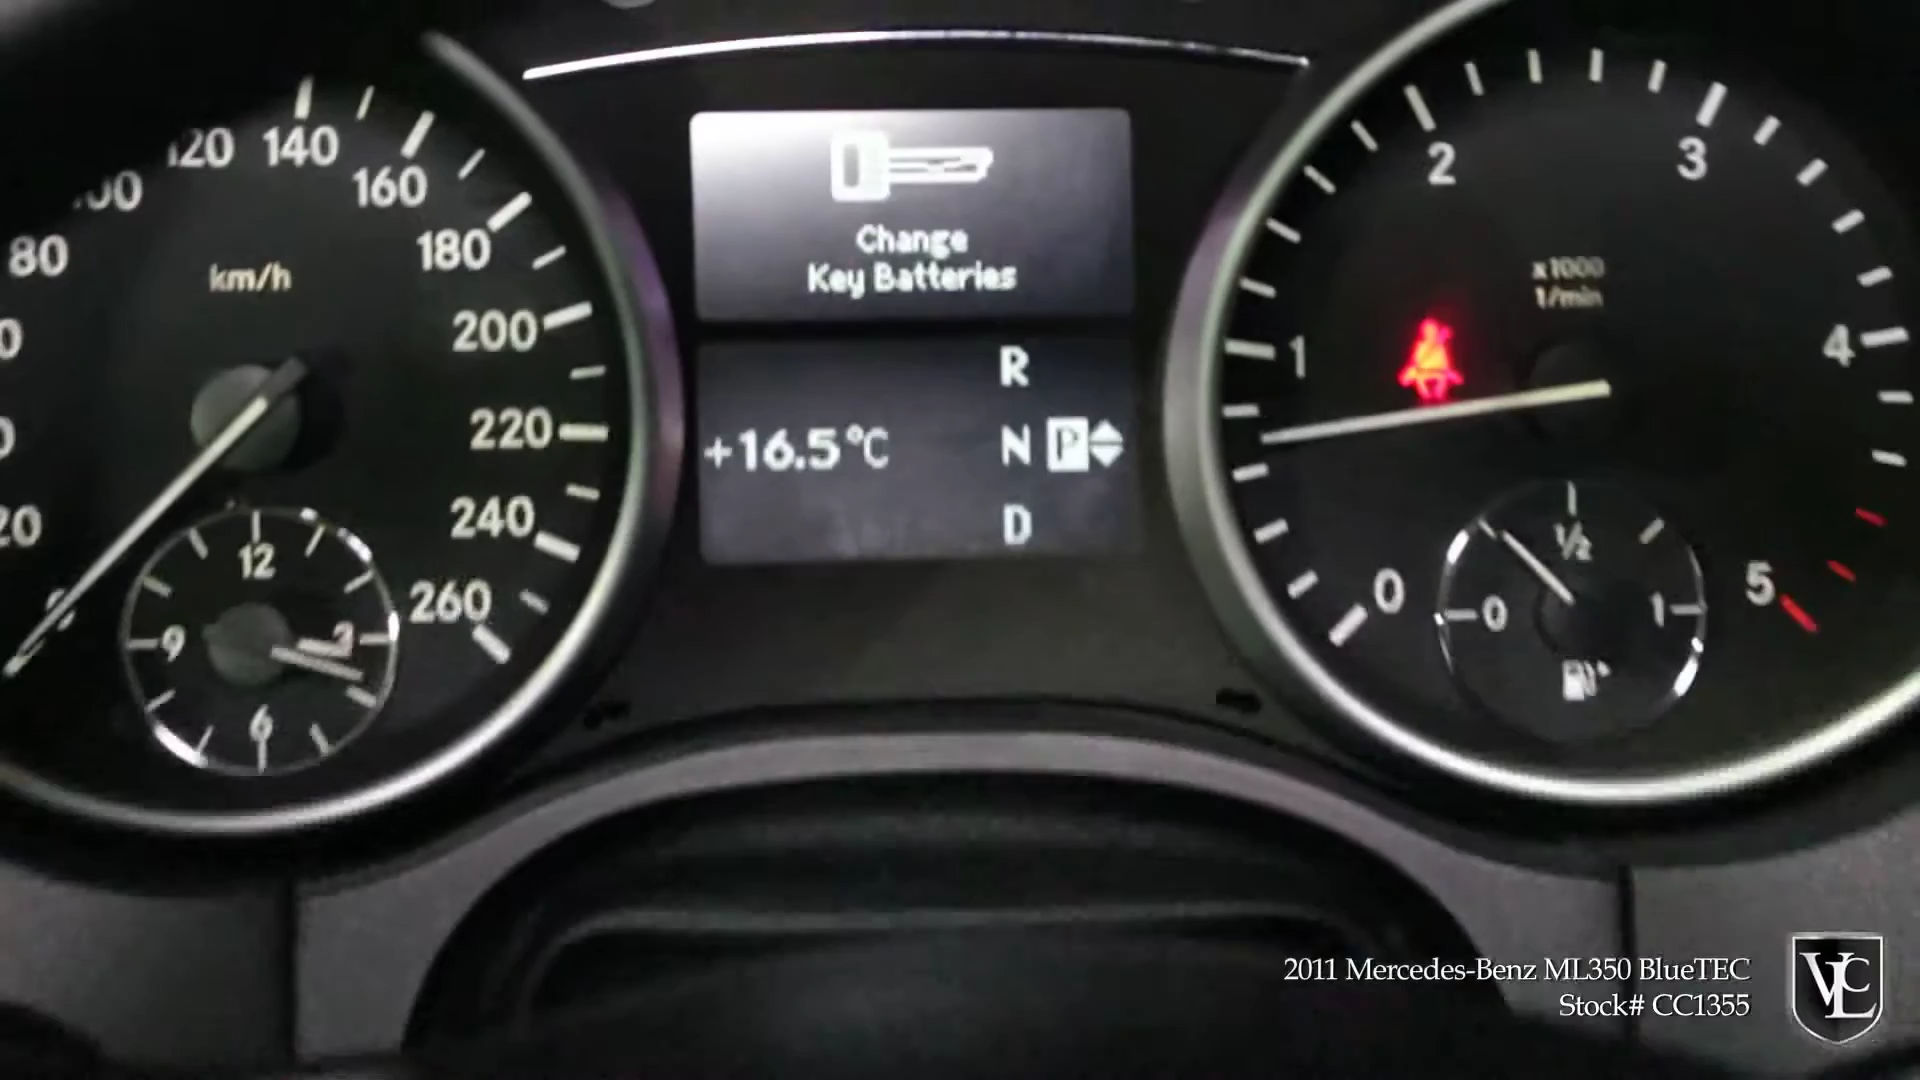 80
120
140
160
180
200
220
240
260
km/h
12
3
6
9
Change
Key Batteries
+16.5°C
R
N P
D
0
1
2
3
4
5
x1000
1/min
0
1/2
1
2011 Mercedes-Benz ML350 BlueTEC
Stock# CC1355
VLC